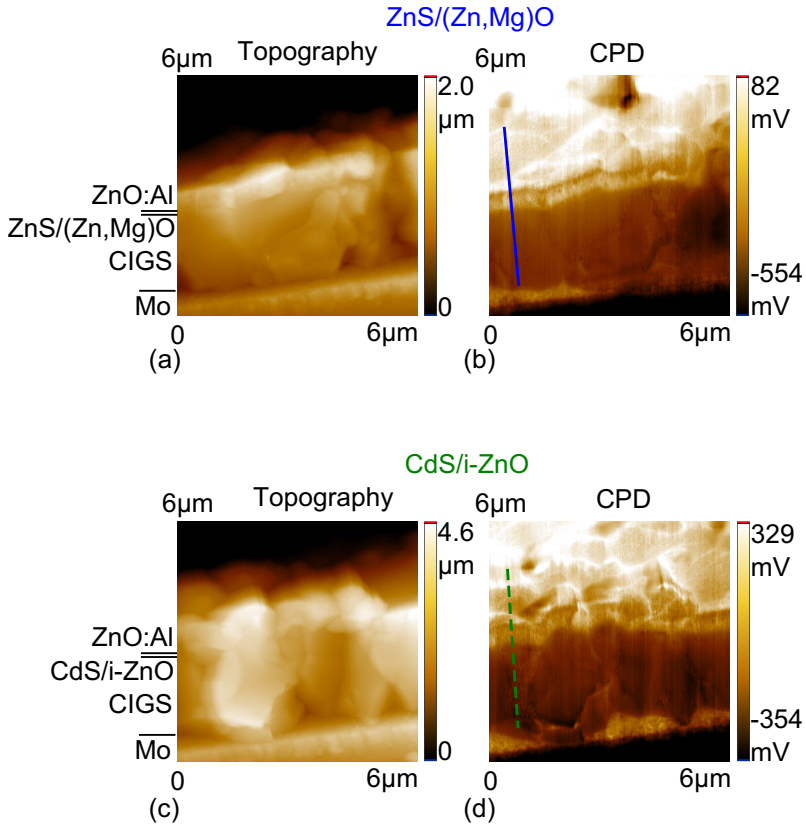 ZnS/(Zn,Mg)O
6µm Topography
6µm CPD
2.0
µm
82
mV
ZnO:Al
ZnS/(Zn,Mg)O
CIGS
Mo
0
-554
mV
0 6µm
0 6µm
(a)
(b)
CdS/i-ZnO
6µm Topography
6µm CPD
4.6
µm
329
mV
ZnO:Al
CdS/i-ZnO
CIGS
Mo
0
-354
mV
0 6µm
0 6µm
(c)
(d)